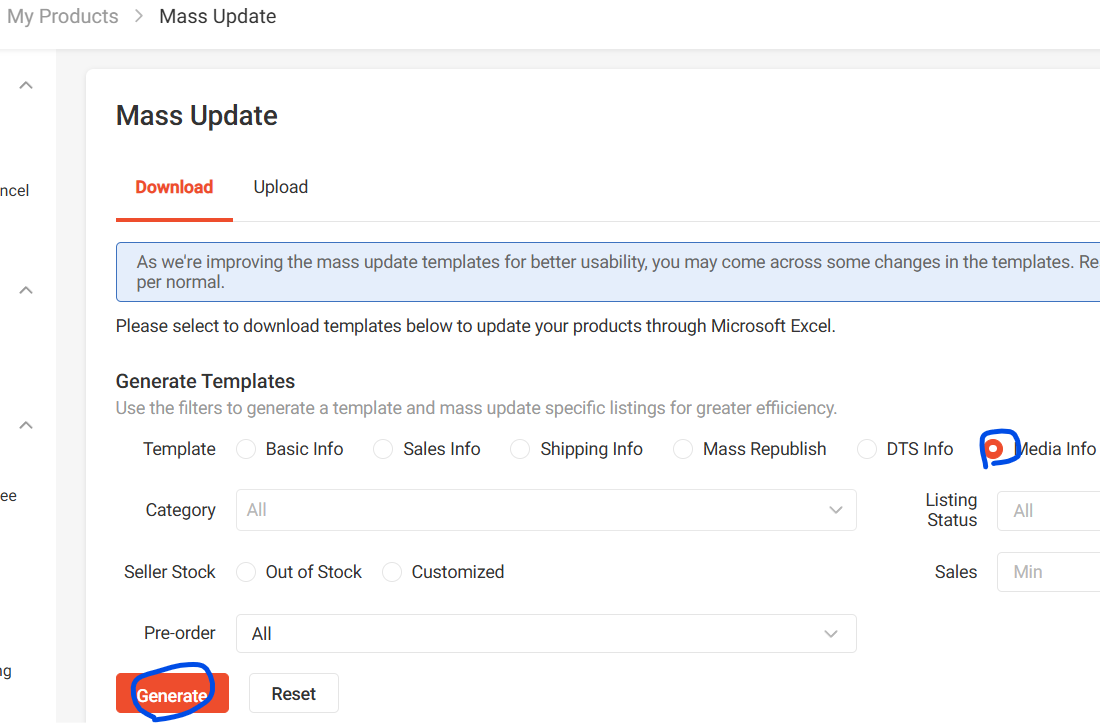 My Products > Mass Update
Mass Update
ncel
Download Upload
As we're improving the mass update templates for better usability, you may come across some changes in the templates. Re
per normal.
Please select to download templates below to update your products through Microsoft Excel.
Generate Templates
Use the filters to generate a template and mass update specific listings for greater effiiciency.
Template Basic Info Sales Info Shipping Info Mass Republish DTS Info Media Info
ee
Category All Listing Status All
Seller Stock Out of Stock Customized Sales Min
Pre-order All
ng
Generate Reset